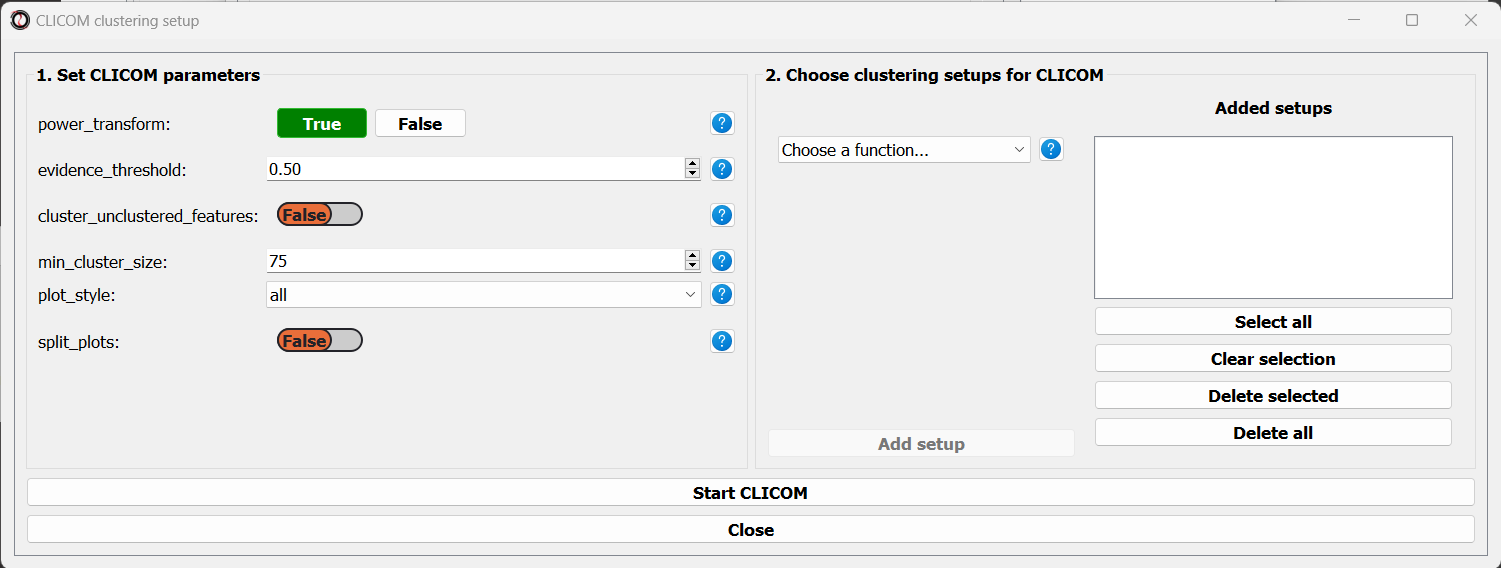 CLICOM clustering setup
1. Set CLICOM parameters
power_transform:
True
False
?
evidence_threshold:
0.50
?
cluster_unclustered_features:
False
?
min_cluster_size:
75
?
plot_style:
all
?
split_plots:
False
?
2. Choose clustering setups for CLICOM
Choose a function...
?
Add setup
Added setups
Select all
Clear selection
Delete selected
Delete all
Start CLICOM
Close